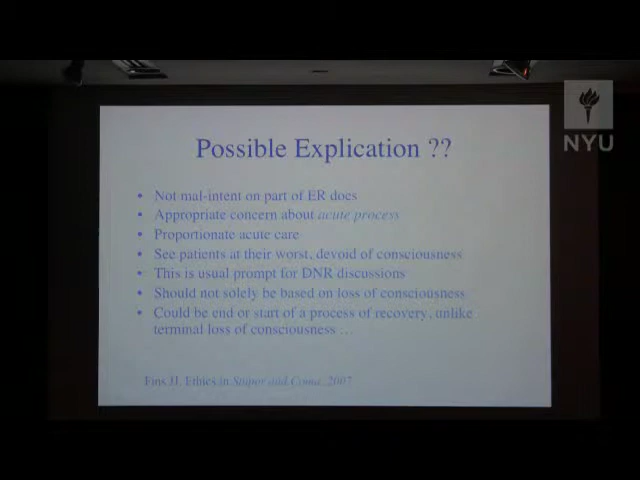 NYU
Possible Explication ??
• Not mal-intent on part of ER docs
• Appropriate concern about acute process
• Proportionate acute care
• See patients at their worst, devoid of consciousness
• This is usual prompt for DNR discussions
• Should not solely be based on loss of consciousness
• Could be end or start of a process of recovery, unlike
terminal loss of consciousness ...
Fins JJ. Ethics in Stupor and Coma, 2007